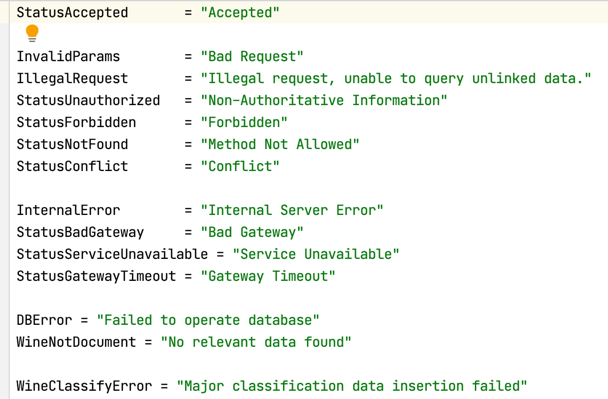 StatusAccepted = "Accepted"
InvalidParams = "Bad Request"
IllegalRequest = "Illegal request, unable to query unlinked data."
StatusUnauthorized = "Non-Authoritative Information"
StatusForbidden = "Forbidden"
StatusNotFound = "Method Not Allowed"
StatusConflict = "Conflict"
InternalError = "Internal Server Error"
StatusBadGateway = "Bad Gateway"
StatusServiceUnavailable = "Service Unavailable"
StatusGatewayTimeout = "Gateway Timeout"
DBError = "Failed to operate database"
WineNotDocument = "No relevant data found"
WineClassifyError = "Major classification data insertion failed"